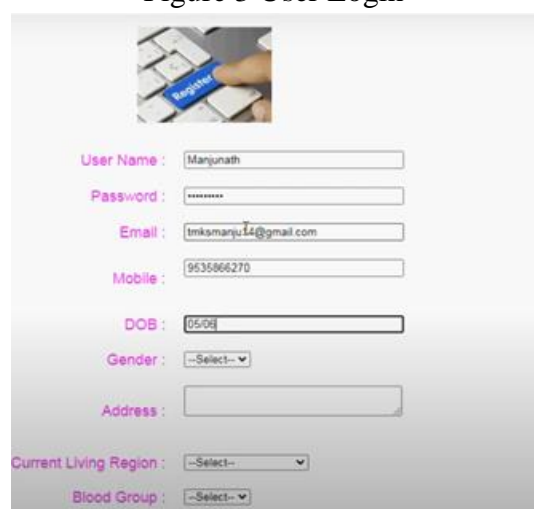 Figure 3 User Login
Register
User Name : Manjunath
Password : •••••••••
Email : tmksmanju14@gmail.com
Mobile : 9535866270
DOB : 05/06
Gender : --Select--
Address :
Current Living Region : --Select--
Blood Group : --Select--